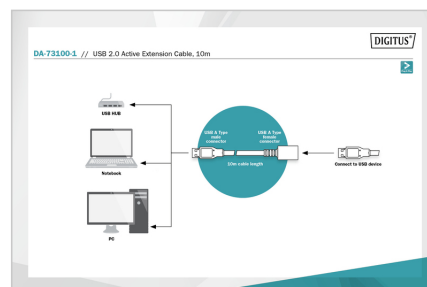 DIGITUS®
DA-73100-1 // USB 2.0 Active Extension Cable, 10m
USB HUB
USB A Type
male
connector
USB A Type
female
connector
10m cable length
Notebook
Connect to USB device
PC